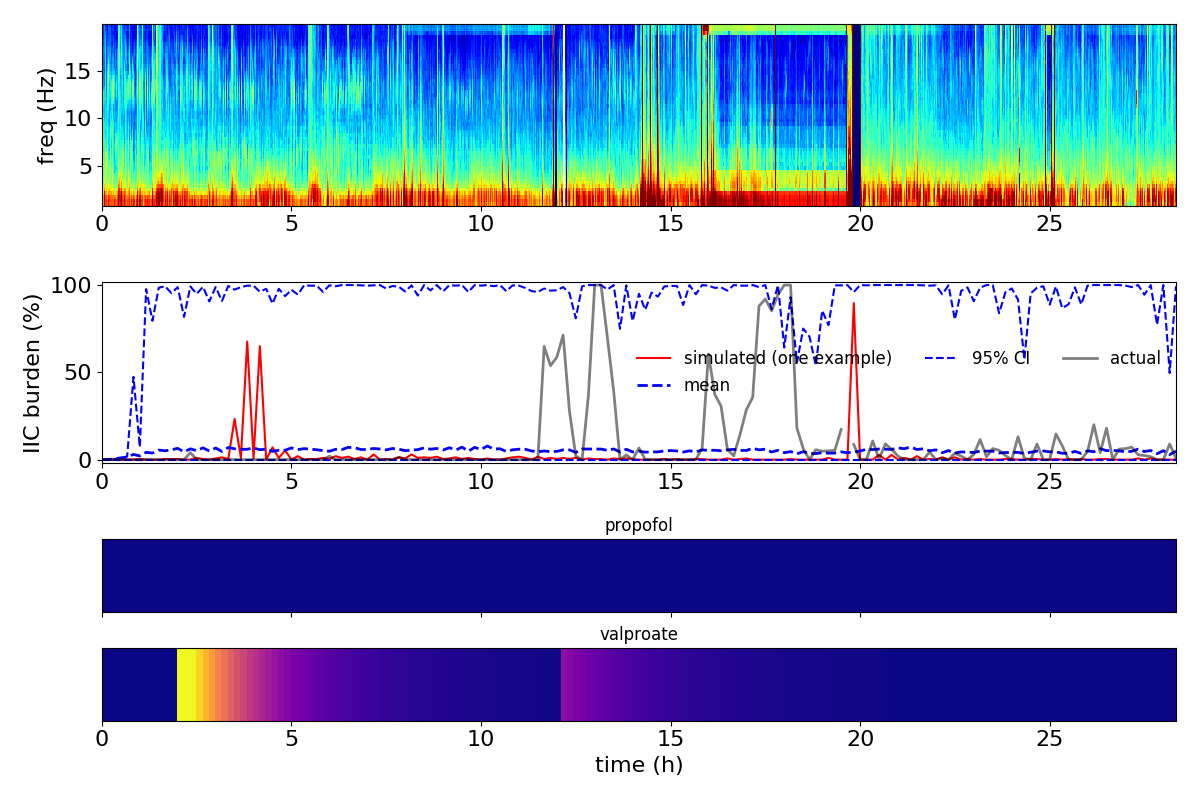 freq (Hz)
15
10
5
0 5 10 15 20 25
IIC burden (%)
100
50
0
simulated (one example) 95% CI actual
mean
0 5 10 15 20 25
propofol
valproate
0 5 10 15 20 25
time (h)